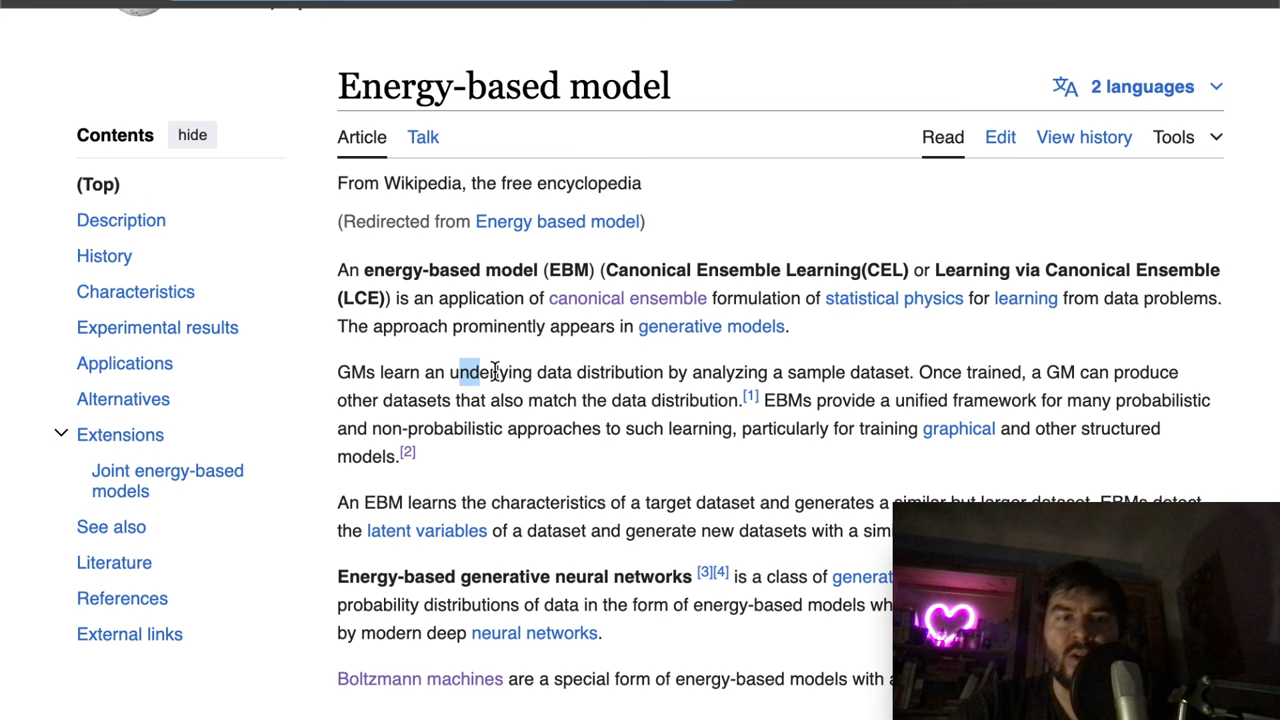 Energy-based model
2 languages
Contents hide
Article Talk Read Edit View history Tools
(Top)
Description
History
Characteristics
Experimental results
Applications
Alternatives
Extensions
Joint energy-based
models
See also
Literature
References
External links
From Wikipedia, the free encyclopedia
(Redirected from Energy based model)
An energy-based model (EBM) (Canonical Ensemble Learning(CEL) or Learning via Canonical Ensemble
(LCE)) is an application of canonical ensemble formulation of statistical physics for learning from data problems.
The approach prominently appears in generative models.
GMs learn an underlying data distribution by analyzing a sample dataset. Once trained, a GM can produce
other datasets that also match the data distribution.[1] EBMs provide a unified framework for many probabilistic
and non-probabilistic approaches to such learning, particularly for training graphical and other structured
models.[2]
An EBM learns the characteristics of a target dataset and generates a similar but larger dataset. EBMs detect
the latent variables of a dataset and generate new datasets with a
Energy-based generative neural networks [3][4] is a class of
probability distributions of data in the form of energy-based models
by modern deep neural networks.
Boltzmann machines are a special form of energy-based models with